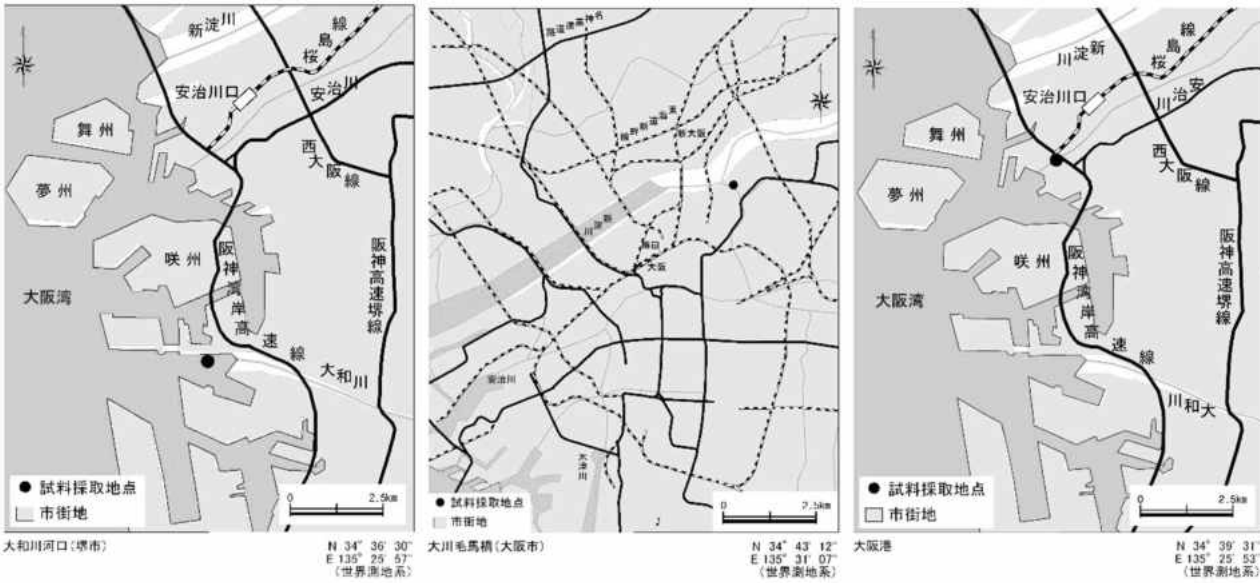 新淀川
桜島線
安治川口
安治川
舞州
夢州
西大阪線
咲州
阪神湾岸高速線
阪神高速堺線
大阪湾
大和川
試料採取地点
市街地
0 2.5km
大和川河口(堺市)
N 34° 36′ 30″
E 135° 25′ 57″
(世界測地系)
新大阪
新淀川
梅田
大阪
安治川
木津川
試料採取地点
市街地
0 2.5km
大川毛馬橋(大阪市)
N 34° 43′ 12″
E 135° 31′ 07″
(世界測地系)
新淀川
桜島線
安治川口
安治川
舞州
夢州
西大阪線
咲州
阪神湾岸高速線
阪神高速堺線
大阪湾
大和川
試料採取地点
市街地
0 2.5km
大阪港
N 34° 39′ 31″
E 135° 25′ 53″
(世界測地系)